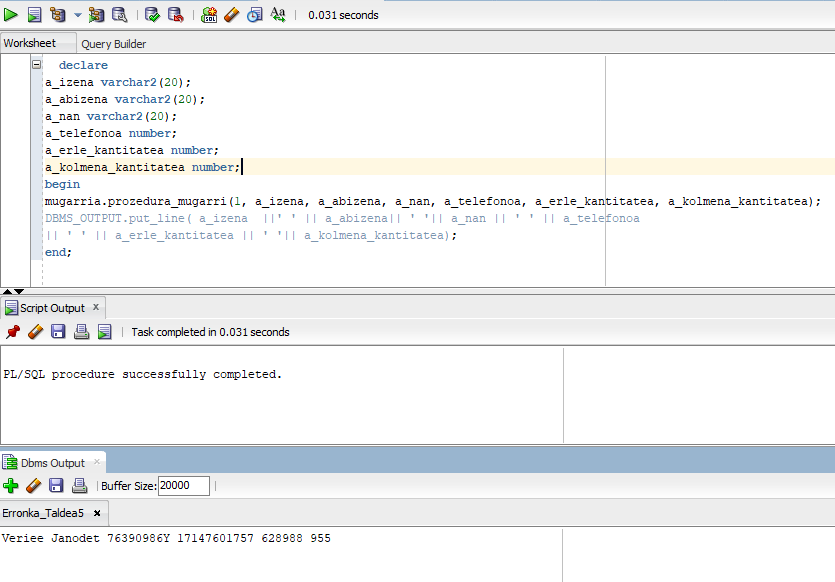 0.031 seconds
Worksheet Query Builder
declare
a_izena varchar2(20);
a_abizena varchar2(20);
a_nan varchar2(20);
a_telefonoa number;
a_erle_kantitatea number;
a_kolmena_kantitatea number;
begin
mugarria.prozedura_mugarri(1, a_izena, a_abizena, a_nan, a_telefonoa, a_erle_kantitatea, a_kolmena_kantitatea);
DBMS_OUTPUT.put_line( a_izena ||' ' || a_abizena|| ' '|| a_nan || ' ' || a_telefonoa
|| ' ' || a_erle_kantitatea || ' '|| a_kolmena_kantitatea);
end;
Script Output x
Task completed in 0.031 seconds
PL/SQL procedure successfully completed.
Dbms Output x
Buffer Size: 20000
Erronka_Taldea5 x
Veriee Janodet 76390986Y 17147601757 628988 955